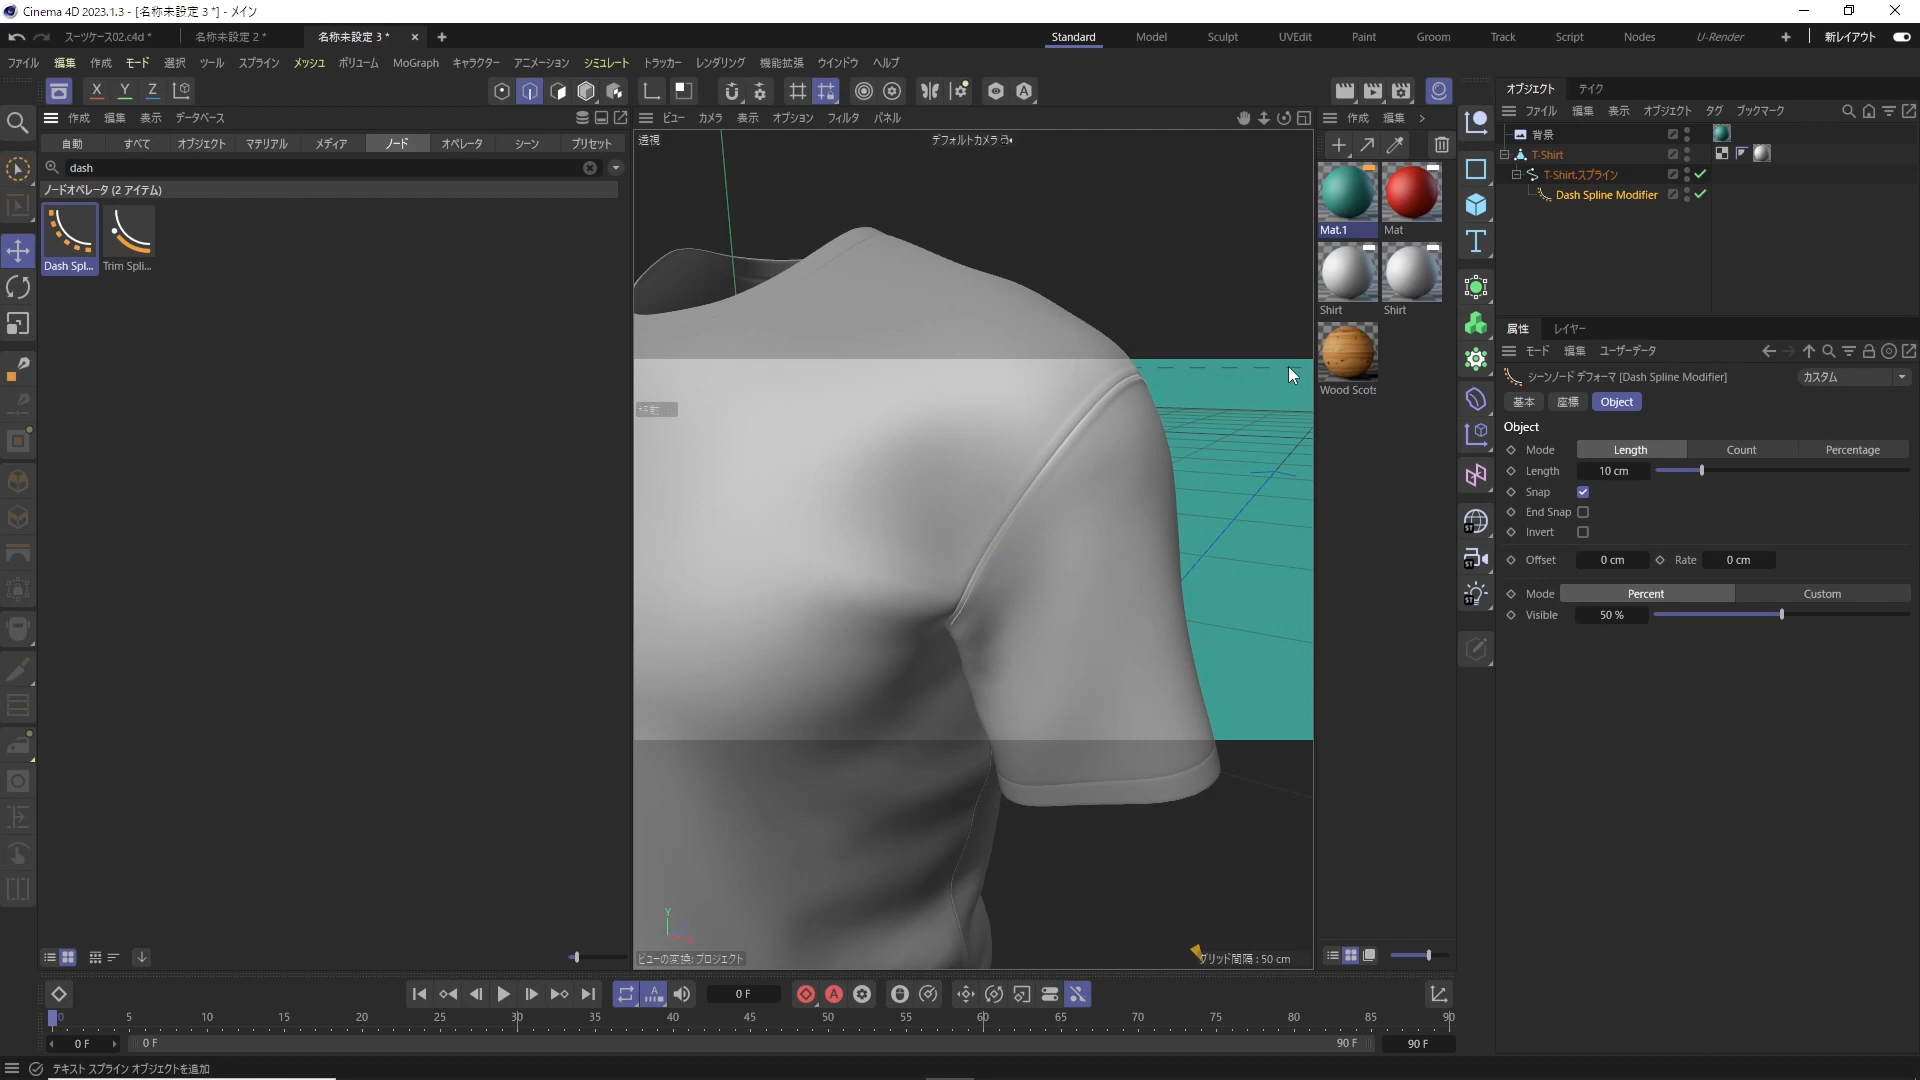 Cinema 4D 2023.1.3 - [名称未設定 3 *] - メイン
スーツケース02.c4d *
名称未設定 2 *
名称未設定 3 *
Standard
Model
Sculpt
UVEdit
Paint
Groom
Track
Script
Nodes
U-Render
新レイアウト
ファイル 編集 作成 モード 選択 ツール スプライン メッシュ ボリューム MoGraph キャラクター アニメーション シミュレート トラッカー レンダリング 機能拡張 ウインドウ ヘルプ
X Y Z
作成 編集 表示 データベース
自動 すべて オブジェクト マテリアル メディア ノード オペレータ シーン プリセット
dash
ノードオペレータ (2 アイテム)
Dash Spl...
Trim Spli...
ビュー カメラ 表示 オプション フィルタ パネル
透視
デフォルトカメラ
移動
Y
ビューの変換: プロジェクト
グリッド間隔 : 50 cm
作成 編集
Mat.1
Mat
Shirt
Shirt
Wood Scots
オブジェクト テイク
ファイル 編集 表示 オブジェクト タグ ブックマーク
背景
T-Shirt
T-Shirt.スプライン
Dash Spline Modifier
属性 レイヤー
モード 編集 ユーザーデータ
シーンノード デフォーマ [Dash Spline Modifier]
カスタム
基本 座標 Object
Object
Mode Length Count Percentage
Length 10 cm
Snap
End Snap
Invert
Offset 0 cm Rate 0 cm
Mode Percent Custom
Visible 50 %
0 F
0 5 10 15 20 25 30 35 40 45 50 55 60 65 70 75 80 85 90
0 F
0 F
90 F
90 F
テキスト スプライン オブジェクトを追加